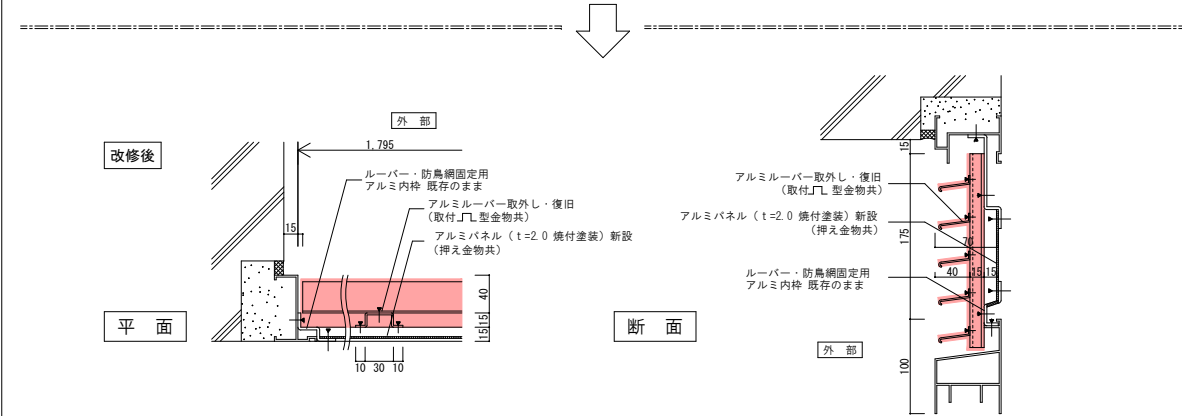 改修後
外 部
1.795
ルーバー・防鳥網固定用
アルミ内枠 既存のまま
アルミルーバー取外し・復旧
(取付 型金物共)
アルミパネル(t=2.0 焼付塗装)新設
(押え金物共)
15
40
15
15
10 30 10
平 面
15
アルミルーバー取外し・復旧
(取付 型金物共)
アルミパネル(t=2.0 焼付塗装)新設
(押え金物共)
175
70
40 15 15
ルーバー・防鳥網固定用
アルミ内枠 既存のまま
断 面
外 部
100